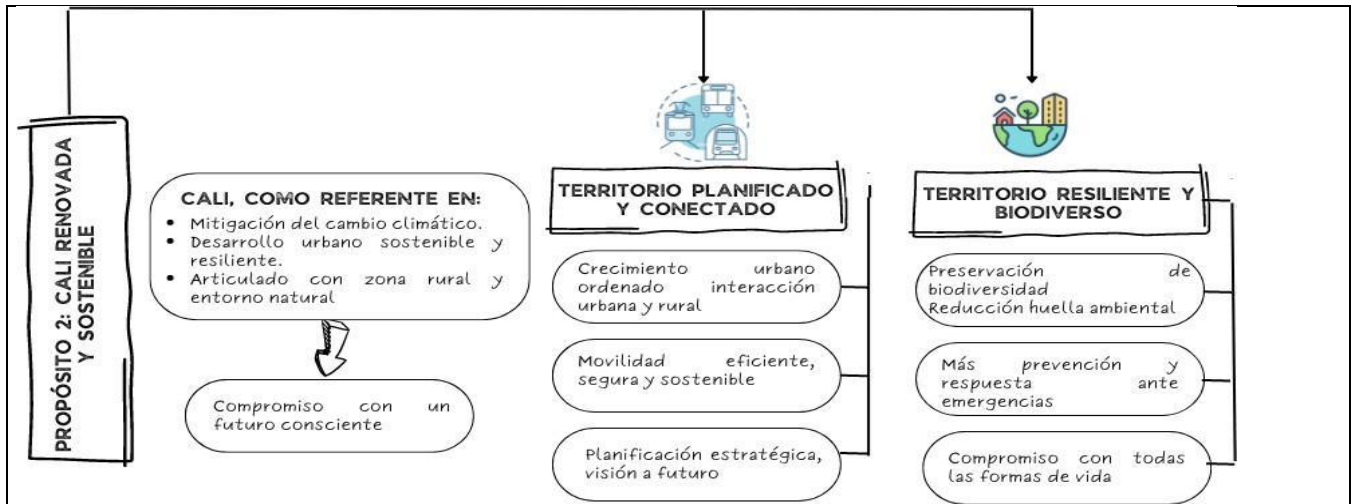 PROPÓSITO 2: CALI RENOVADA
Y SOSTENIBLE
CALI, COMO REFERENTE EN:
• Mitigación del cambio climático.
• Desarrollo urbano sostenible y
resiliente.
• Articulado con zona rural y
entorno natural
Compromiso con un
futuro consciente
TERRITORIO PLANIFICADO
Y CONECTADO
Crecimiento urbano
ordenado interacción
urbana y rural
Movilidad eficiente,
segura y sostenible
Planificación estratégica,
visión a futuro
TERRITORIO RESILIENTE Y
BIODIVERSO
Preservación de
biodiversidad
Reducción huella ambiental
Más prevención y
respuesta ante
emergencias
Compromiso con todas
las formas de vida